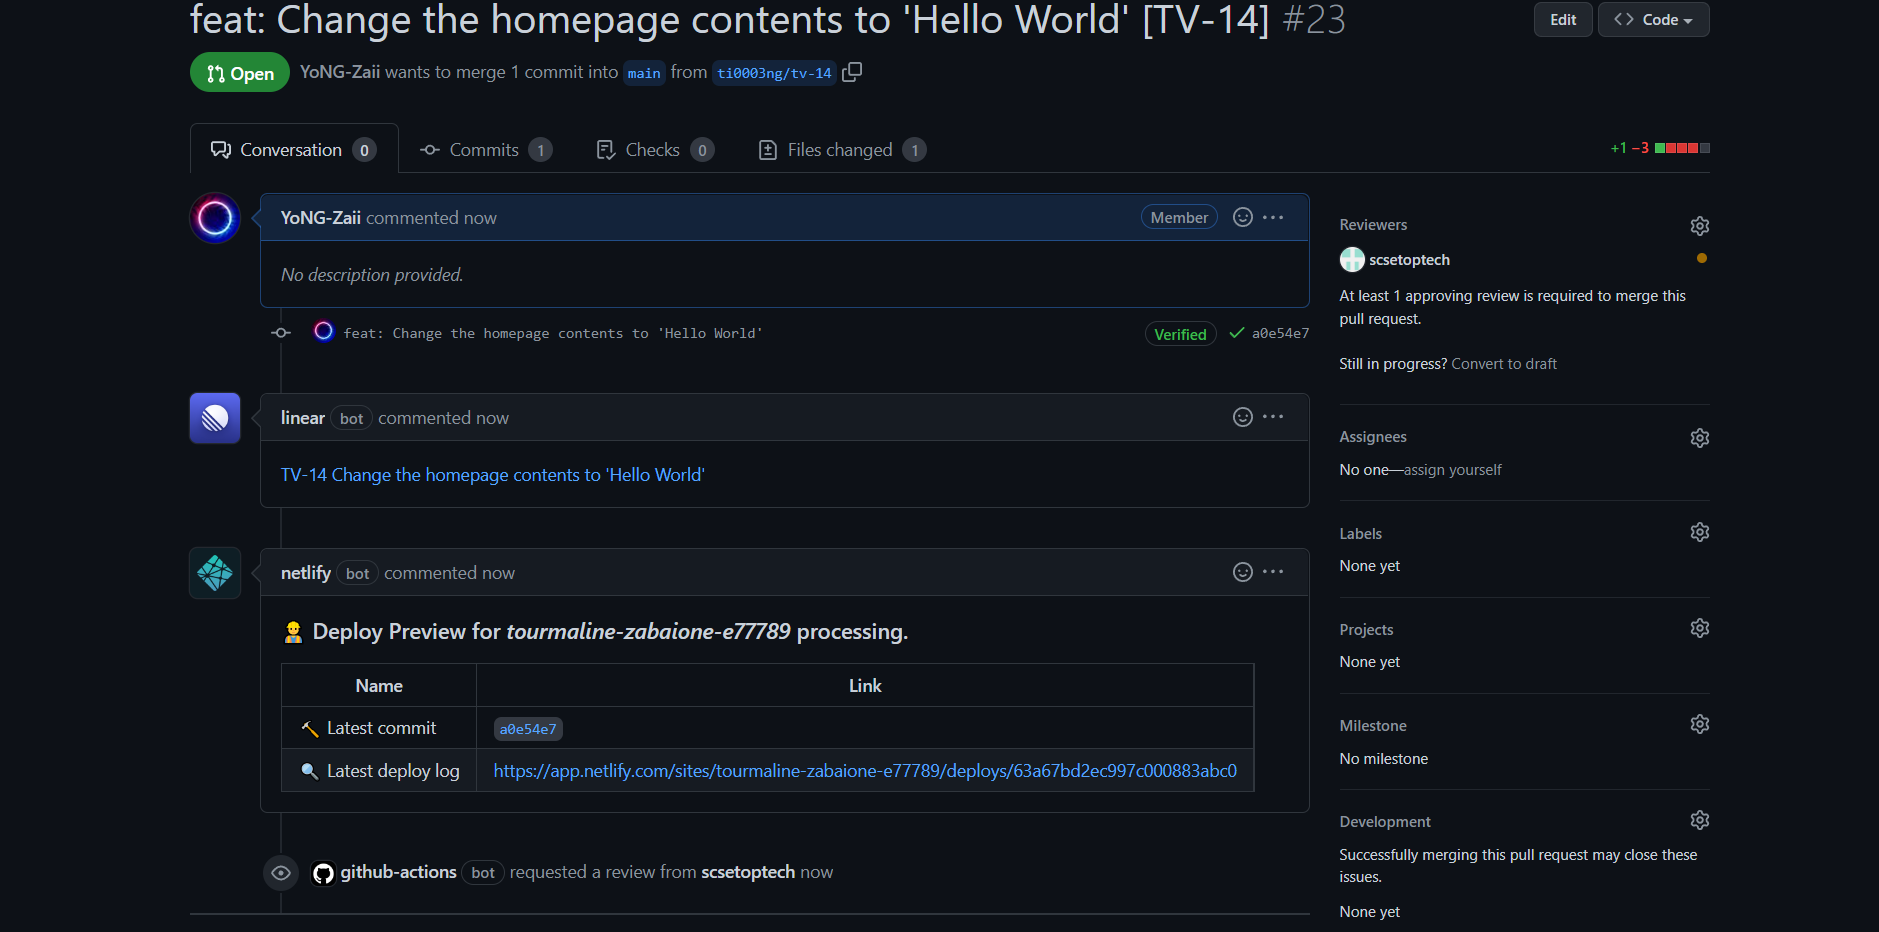 feat: Change the homepage contents to 'Hello World' [TV-14] #23
Edit
<> Code
Open
YoNG-Zaii wants to merge 1 commit into main from ti0003ng/tv-14
Conversation 0
Commits 1
Checks 0
Files changed 1
+1 −3
YoNG-Zaii commented now
Member
No description provided.
feat: Change the homepage contents to 'Hello World'
Verified
a0e54e7
linear bot commented now
TV-14 Change the homepage contents to 'Hello World'
netlify bot commented now
Deploy Preview for tourmaline-zabaione-e77789 processing.
Name Link
Latest commit a0e54e7
Latest deploy log https://app.netlify.com/sites/tourmaline-zabaione-e77789/deploys/63a67bd2ec997c000883abc0
github-actions bot requested a review from scsetoptech now
Reviewers
scsetoptech
At least 1 approving review is required to merge this
pull request.
Still in progress? Convert to draft
Assignees
No one—assign yourself
Labels
None yet
Projects
None yet
Milestone
No milestone
Development
Successfully merging this pull request may close these
issues.
None yet